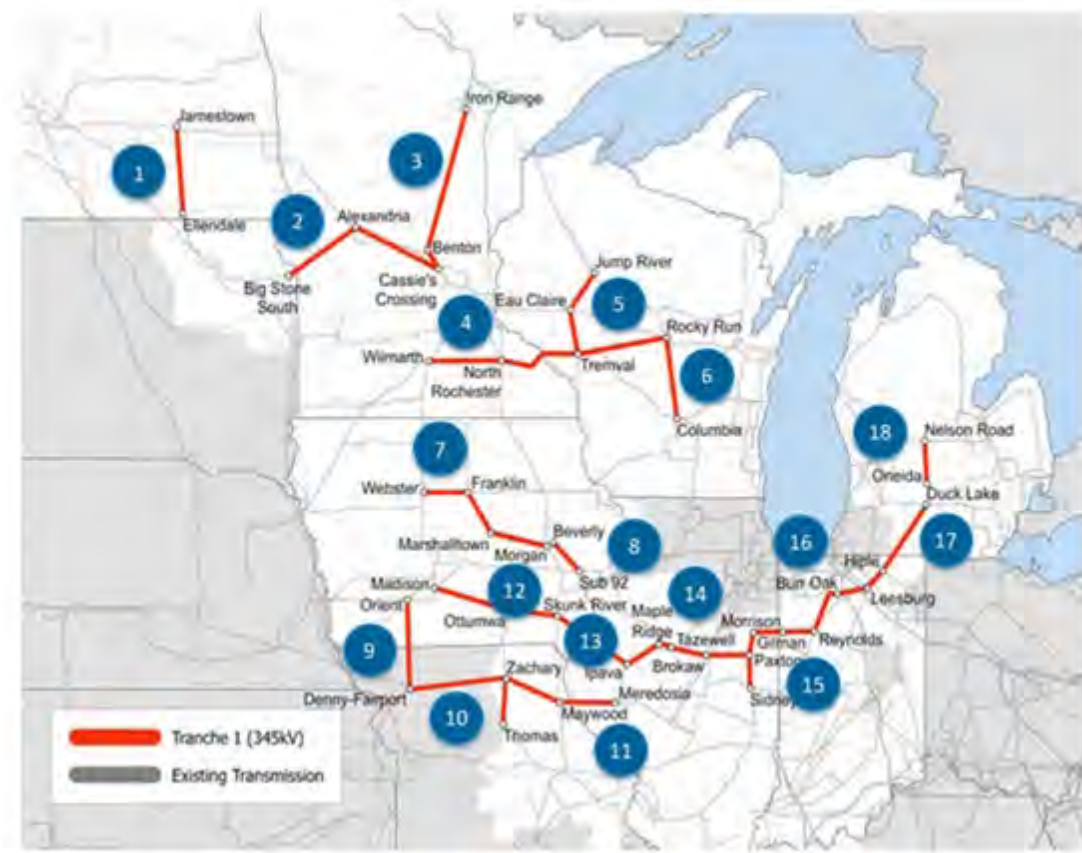 Iron Range
Jamestown
3
1
Ellendale
2
Alexandria
Benton
Big Stone
South
Cassie's
Crossing
Jump River
Eau Claire
5
4
Rocky Run
Wilmarth
North
Rochester
Tremval
6
Columbia
18
Nelson Road
Oneida
Duck Lake
7
Webster
Franklin
Marshalltown
Morgan
Beverly
8
Sub 92
16
17
Hiple
Burr Oak
Leesburg
Madison
Orient
12
Ottumwa
Skunk River
14
Maple
Ridge
Tazewell
Brokaw
Morrison
Gilman
Paxton
Reynolds
13
Ipava
Sidney
15
9
Denny-Fairport
Zachary
10
Thomas
Maywood
Meredosia
11
Tranche 1 (345kV)
Existing Transmission